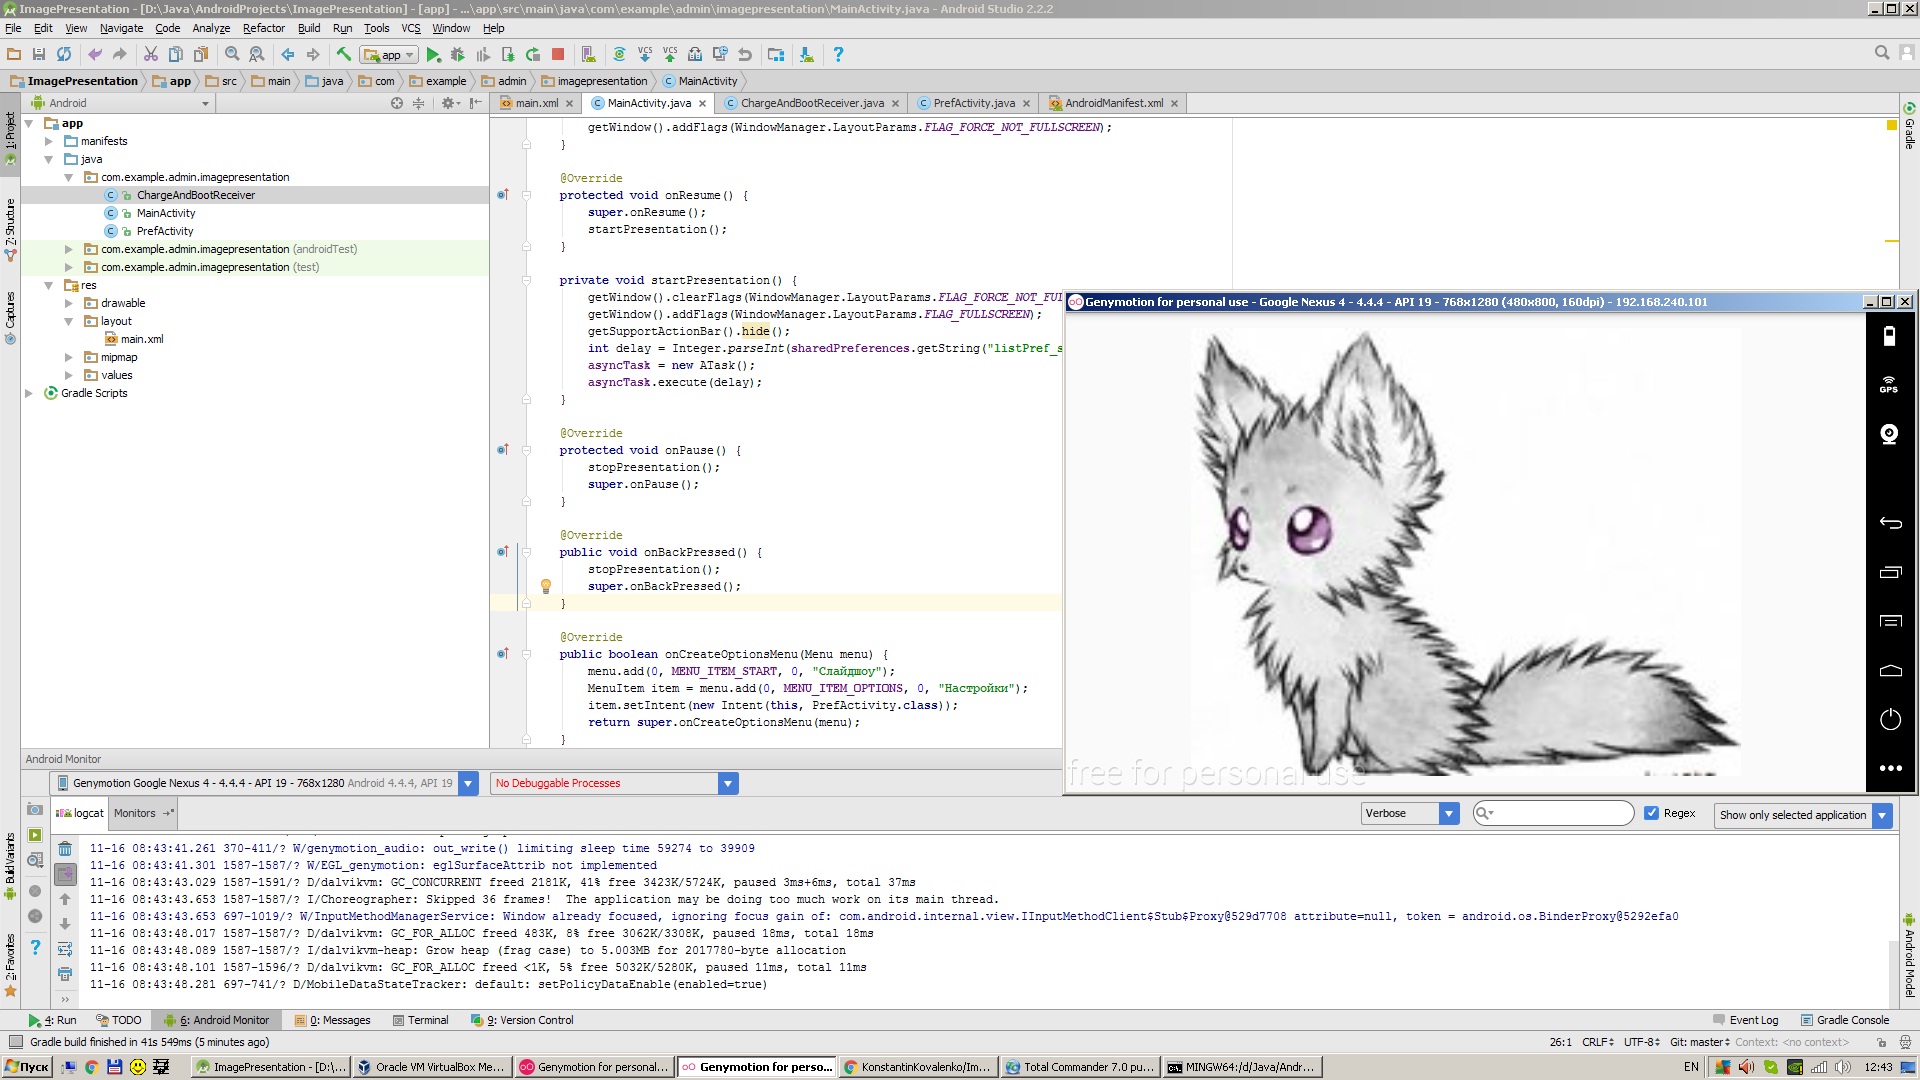 ImagePresentation - [D:\Java\AndroidProjects\ImagePresentation] - [app] - ...\app\src\main\java\com\example\admin\imagepresentation\MainActivity.java - Android Studio 2.2.2
File Edit View Navigate Code Analyze Refactor Build Run Tools VCS Window Help
app
ImagePresentation app src main java com example admin imagepresentation MainActivity
Android
main.xml MainActivity.java ChargeAndBootReceiver.java PrefActivity.java AndroidManifest.xml
1: Project
Z: Structure
Captures
Build Variants
2: Favorites
Gradle
Android Model
app
manifests
java
com.example.admin.imagepresentation
ChargeAndBootReceiver
MainActivity
PrefActivity
com.example.admin.imagepresentation (androidTest)
com.example.admin.imagepresentation (test)
res
drawable
layout
main.xml
mipmap
values
Gradle Scripts
getWindow().addFlags(WindowManager.LayoutParams.FLAG_FORCE_NOT_FULLSCREEN);
}
@Override
protected void onResume() {
super.onResume();
startPresentation();
}
private void startPresentation() {
getWindow().clearFlags(WindowManager.LayoutParams.FLAG_FORCE_NOT_FUL
getWindow().addFlags(WindowManager.LayoutParams.FLAG_FULLSCREEN);
getSupportActionBar().hide();
int delay = Integer.parseInt(sharedPreferences.getString("listPref_s
asyncTask = new ATask();
asyncTask.execute(delay);
}
@Override
protected void onPause() {
stopPresentation();
super.onPause();
}
@Override
public void onBackPressed() {
stopPresentation();
super.onBackPressed();
}
@Override
public boolean onCreateOptionsMenu(Menu menu) {
menu.add(0, MENU_ITEM_START, 0, "Слайдшоу");
MenuItem item = menu.add(0, MENU_ITEM_OPTIONS, 0, "Настройки");
item.setIntent(new Intent(this, PrefActivity.class));
return super.onCreateOptionsMenu(menu);
}
Genymotion for personal use - Google Nexus 4 - 4.4.4 - API 19 - 768x1280 (480x800, 160dpi) - 192.168.240.101
GPS
free for personal use
Android Monitor
Genymotion Google Nexus 4 - 4.4.4 - API 19 - 768x1280 Android 4.4.4, API 19
No Debuggable Processes
logcat Monitors
Verbose Regex Show only selected application
11-16 08:43:41.261 370-411/? W/genymotion_audio: out_write() limiting sleep time 59274 to 39909
11-16 08:43:41.301 1587-1587/? W/EGL_genymotion: eglSurfaceAttrib not implemented
11-16 08:43:43.029 1587-1591/? D/dalvikvm: GC_CONCURRENT freed 2181K, 41% free 3423K/5724K, paused 3ms+6ms, total 37ms
11-16 08:43:43.653 1587-1587/? I/Choreographer: Skipped 36 frames! The application may be doing too much work on its main thread.
11-16 08:43:43.653 697-1019/? W/InputMethodManagerService: Window already focused, ignoring focus gain of: com.android.internal.view.IInputMethodClient$Stub$Proxy@529d7708 attribute=null, token = android.os.BinderProxy@5292efa0
11-16 08:43:48.017 1587-1587/? D/dalvikvm: GC_FOR_ALLOC freed 483K, 8% free 3062K/3308K, paused 18ms, total 18ms
11-16 08:43:48.089 1587-1587/? I/dalvikvm-heap: Grow heap (frag case) to 5.003MB for 2017780-byte allocation
11-16 08:43:48.101 1587-1596/? D/dalvikvm: GC_FOR_ALLOC freed <1K, 5% free 5032K/5280K, paused 11ms, total 11ms
11-16 08:43:48.281 697-741/? D/MobileDataStateTracker: default: setPolicyDataEnable(enabled=true)
4: Run TODO 6: Android Monitor 0: Messages Terminal 9: Version Control Event Log Gradle Console
Gradle build finished in 41s 549ms (5 minutes ago) 26:1 CRLF UTF-8 Git: master Context: <no context>
Пуск ImagePresentation - [D:\... Oracle VM VirtualBox Me... Genymotion for personal... Genymotion for perso... KonstantinKovalenko/Im... Total Commander 7.0 pu... MINGW64:/d/Java/Andr... EN 12:43